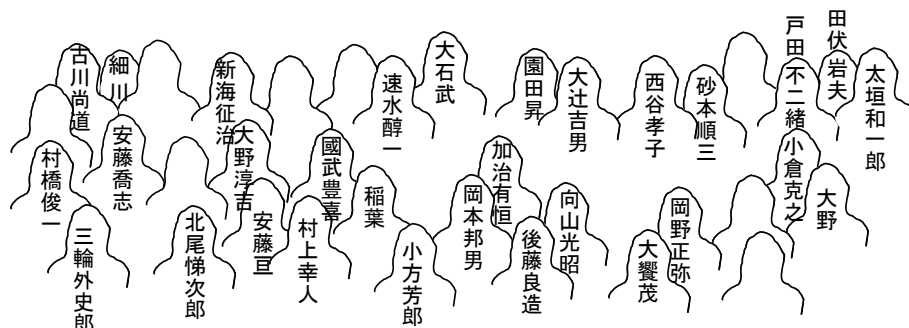 古川尚道
細川
新海征治
速水醇一
大石武
園田昇
大辻吉男
西谷孝子
砂本順三
戸田不二緒
田伏岩夫
太垣和一郎
村橋俊一
安藤喬志
大野淳吉
國武豊喜
稲葉
加治有恒
岡本邦男
向山光昭
岡野正弥
小倉克之
大野
三輪外史郎
北尾悌次郎
安藤亘
村上幸人
小方芳郎
後藤良造
大饗茂